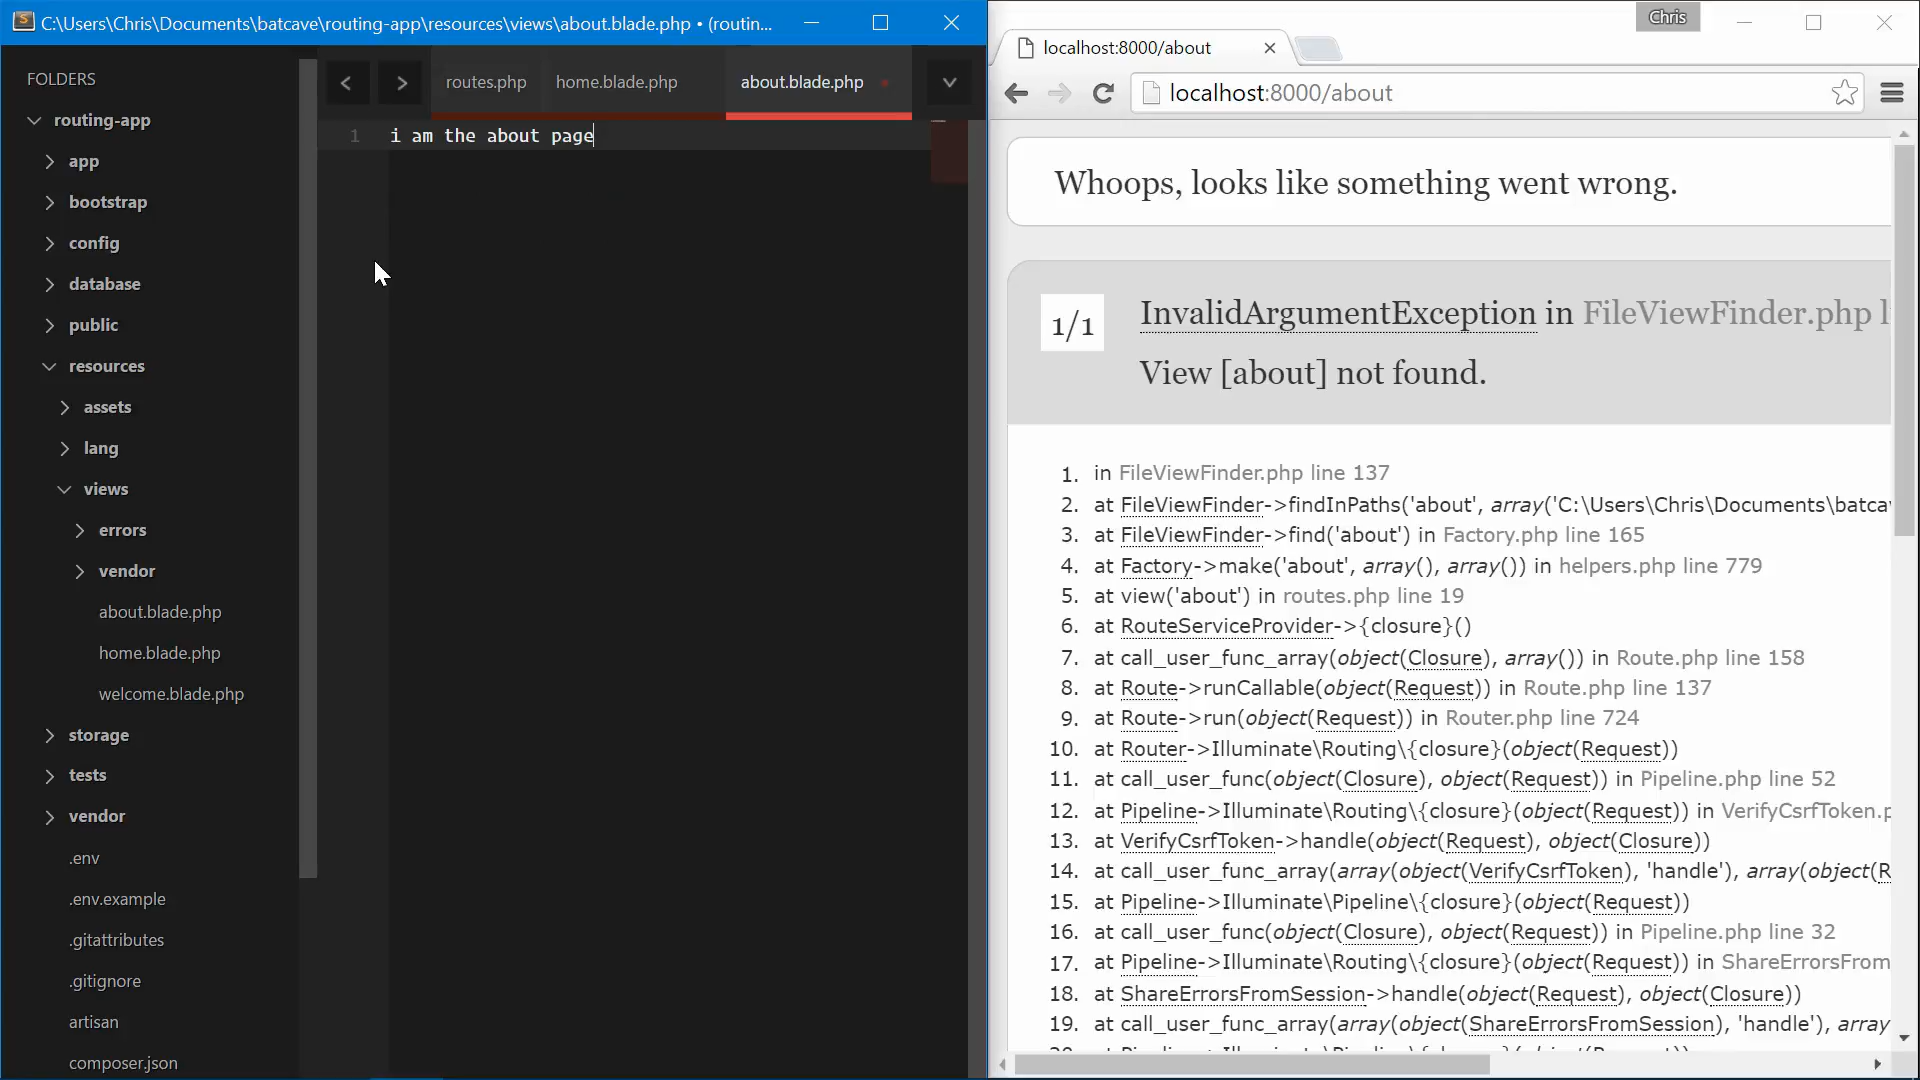 C:\Users\Chris\Documents\batcave\routing-app\resources\views\about.blade.php • (routin...
FOLDERS
routing-app
app
bootstrap
config
database
public
resources
assets
lang
views
errors
vendor
about.blade.php
home.blade.php
welcome.blade.php
storage
tests
vendor
.env
.env.example
.gitattributes
.gitignore
artisan
composer.json
routes.php home.blade.php about.blade.php
1 i am the about page
Chris
localhost:8000/about
localhost:8000/about
Whoops, looks like something went wrong.
1/1
InvalidArgumentException in FileViewFinder.php l
View [about] not found.
1. in FileViewFinder.php line 137
2. at FileViewFinder->findInPaths('about', array('C:\Users\Chris\Documents\batca
3. at FileViewFinder->find('about') in Factory.php line 165
4. at Factory->make('about', array(), array()) in helpers.php line 779
5. at view('about') in routes.php line 19
6. at RouteServiceProvider->{closure}()
7. at call_user_func_array(object(Closure), array()) in Route.php line 158
8. at Route->runCallable(object(Request)) in Route.php line 137
9. at Route->run(object(Request)) in Router.php line 724
10. at Router->Illuminate\Routing\{closure}(object(Request))
11. at call_user_func(object(Closure), object(Request)) in Pipeline.php line 52
12. at Pipeline->Illuminate\Routing\{closure}(object(Request)) in VerifyCsrfToken.p
13. at VerifyCsrfToken->handle(object(Request), object(Closure))
14. at call_user_func_array(array(object(VerifyCsrfToken), 'handle'), array(object(R
15. at Pipeline->Illuminate\Pipeline\{closure}(object(Request))
16. at call_user_func(object(Closure), object(Request)) in Pipeline.php line 32
17. at Pipeline->Illuminate\Routing\{closure}(object(Request)) in ShareErrorsFrom
18. at ShareErrorsFromSession->handle(object(Request), object(Closure))
19. at call_user_func_array(array(object(ShareErrorsFromSession), 'handle'), array